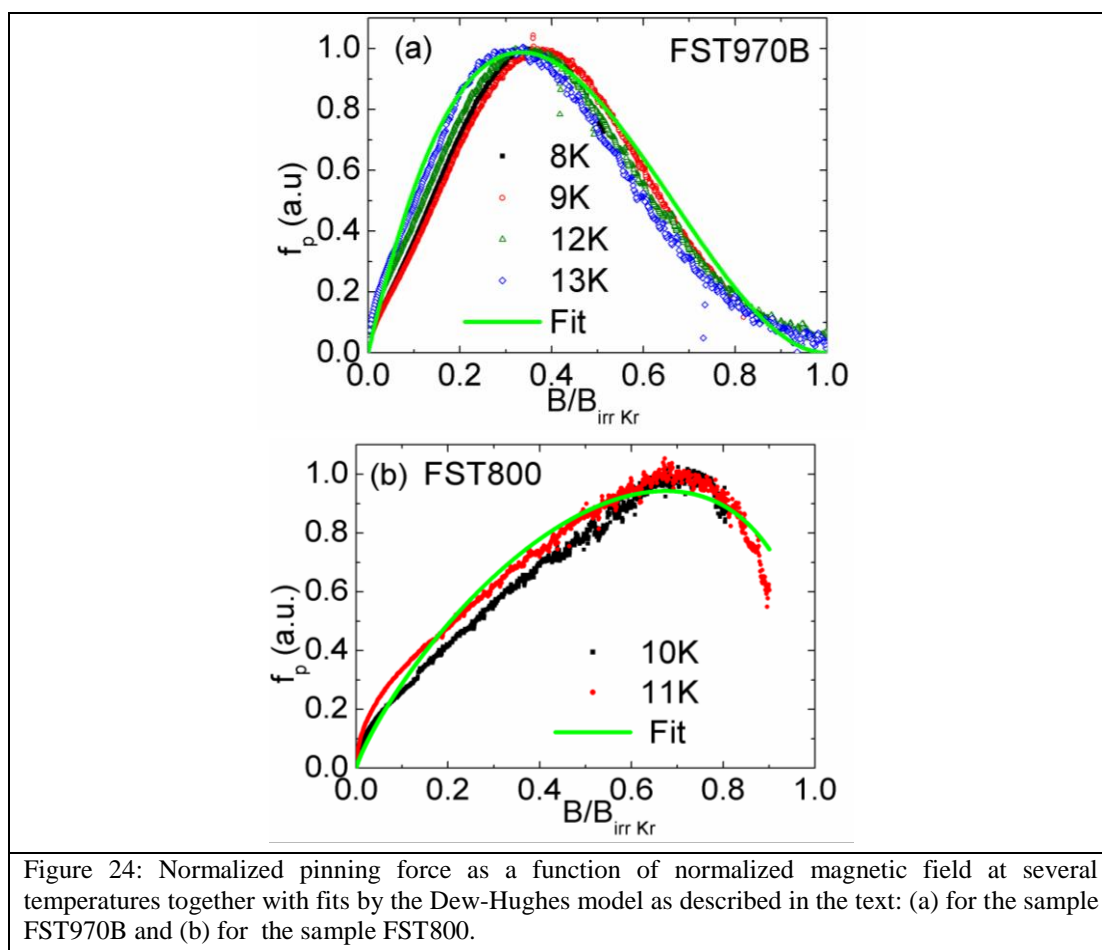 (a) FST970B
1.0
0.8
0.6
0.4
0.2
0.0
f_p (a.u)
8K
9K
12K
13K
Fit
0.0 0.2 0.4 0.6 0.8 1.0
B/B_irr Kr
(b) FST800
1.0
0.8
0.6
0.4
0.2
0.0
f_p (a.u.)
10K
11K
Fit
0.0 0.2 0.4 0.6 0.8 1.0
B/B_irr Kr
Figure 24: Normalized pinning force as a function of normalized magnetic field at several
temperatures together with fits by the Dew-Hughes model as described in the text: (a) for the sample
FST970B and (b) for the sample FST800.